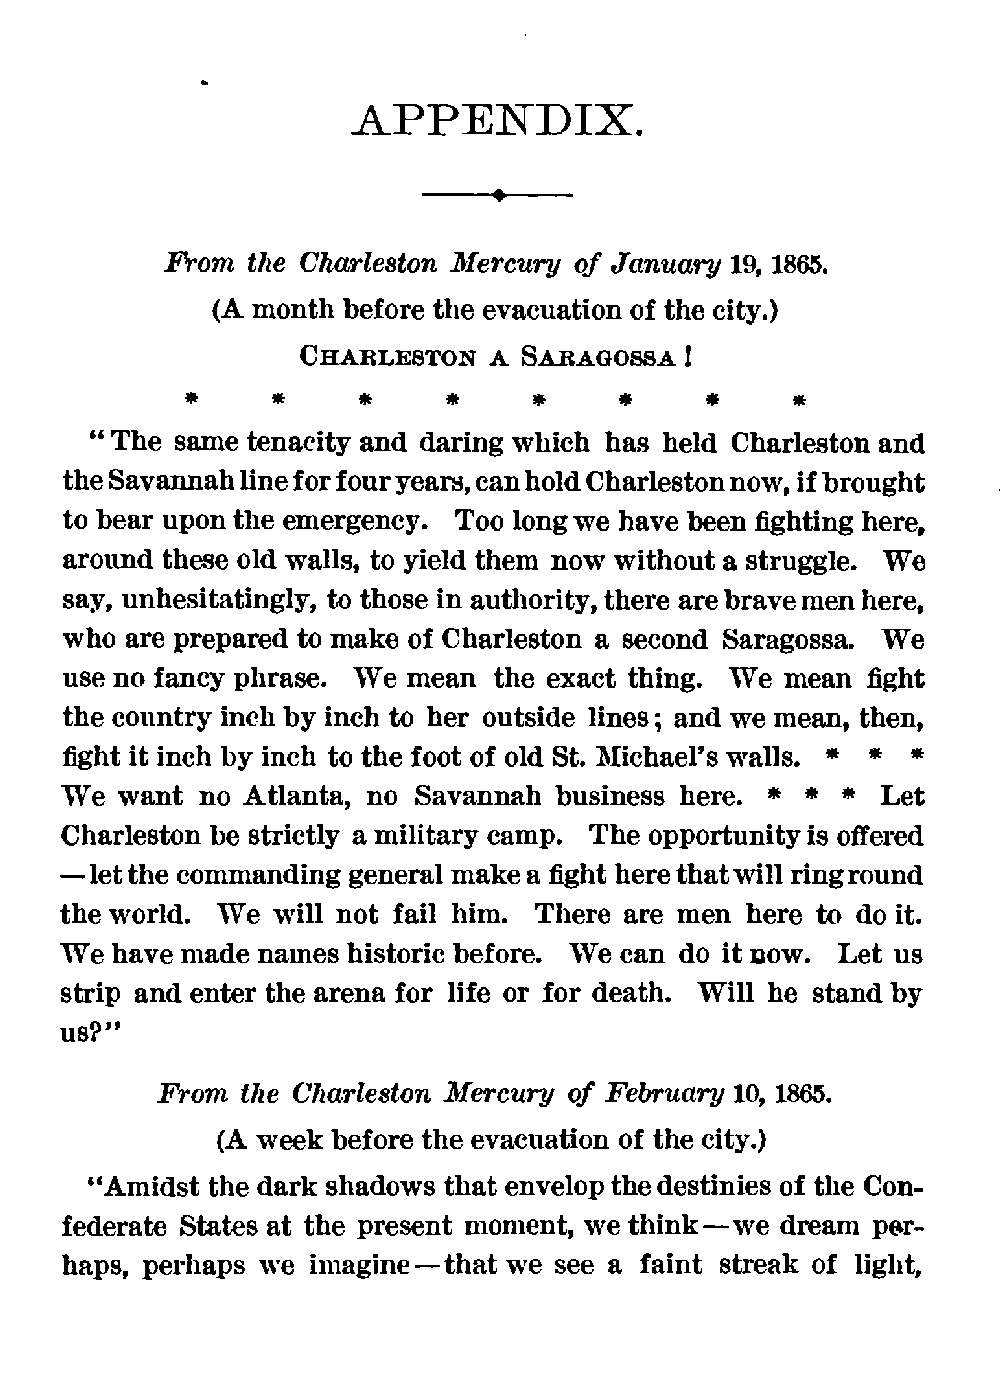 APPENDIX.
From the Charleston Mercury of January 19, 1865.
(A month before the evacuation of the city.)
CHARLESTON A SARAGOSSA!
* * * * * * * *
"The same tenacity and daring which has held Charleston and
the Savannah line for four years, can hold Charleston now, if brought
to bear upon the emergency. Too long we have been fighting here,
around these old walls, to yield them now without a struggle. We
say, unhesitatingly, to those in authority, there are brave men here,
who are prepared to make of Charleston a second Saragossa. We
use no fancy phrase. We mean the exact thing. We mean fight
the country inch by inch to her outside lines; and we mean, then,
fight it inch by inch to the foot of old St. Michael's walls. * * *
We want no Atlanta, no Savannah business here. * * * Let
Charleston be strictly a military camp. The opportunity is offered
—let the commanding general make a fight here that will ring round
the world. We will not fail him. There are men here to do it.
We have made names historic before. We can do it now. Let us
strip and enter the arena for life or for death. Will he stand by
us?"
From the Charleston Mercury of February 10, 1865.
(A week before the evacuation of the city.)
"Amidst the dark shadows that envelop the destinies of the Con-
federate States at the present moment, we think—we dream per-
haps, perhaps we imagine—that we see a faint streak of light,